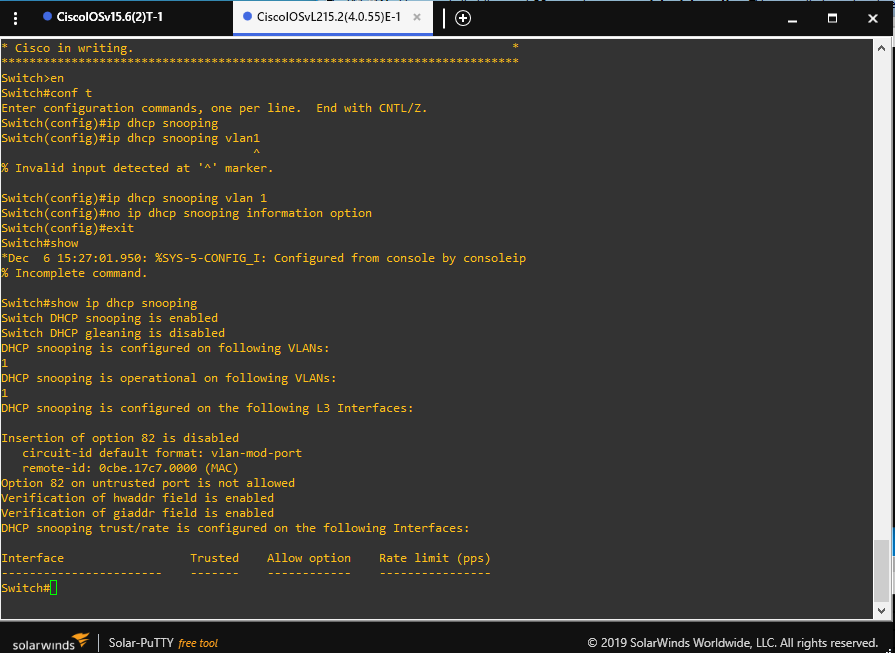 CiscoIOSv15.6(2)T-1
CiscoIOSvL215.2(4.0.55)E-1
* Cisco in writing. *
**************************************************************************
Switch>en
Switch#conf t
Enter configuration commands, one per line.  End with CNTL/Z.
Switch(config)#ip dhcp snooping
Switch(config)#ip dhcp snooping vlan1
^
% Invalid input detected at '^' marker.
Switch(config)#ip dhcp snooping vlan 1
Switch(config)#no ip dhcp snooping information option
Switch(config)#exit
Switch#show
*Dec  6 15:27:01.950: %SYS-5-CONFIG_I: Configured from console by consoleip
% Incomplete command.
Switch#show ip dhcp snooping
Switch DHCP snooping is enabled
Switch DHCP gleaning is disabled
DHCP snooping is configured on following VLANs:
1
DHCP snooping is operational on following VLANs:
1
DHCP snooping is configured on the following L3 Interfaces:
Insertion of option 82 is disabled
circuit-id default format: vlan-mod-port
remote-id: 0cbe.17c7.0000 (MAC)
Option 82 on untrusted port is not allowed
Verification of hwaddr field is enabled
Verification of giaddr field is enabled
DHCP snooping trust/rate is configured on the following Interfaces:
Interface Trusted Allow option Rate limit (pps)
----------------------- ------- ------------ ----------------
Switch#
solarwinds Solar-PuTTY free tool © 2019 SolarWinds Worldwide, LLC. All rights reserved.